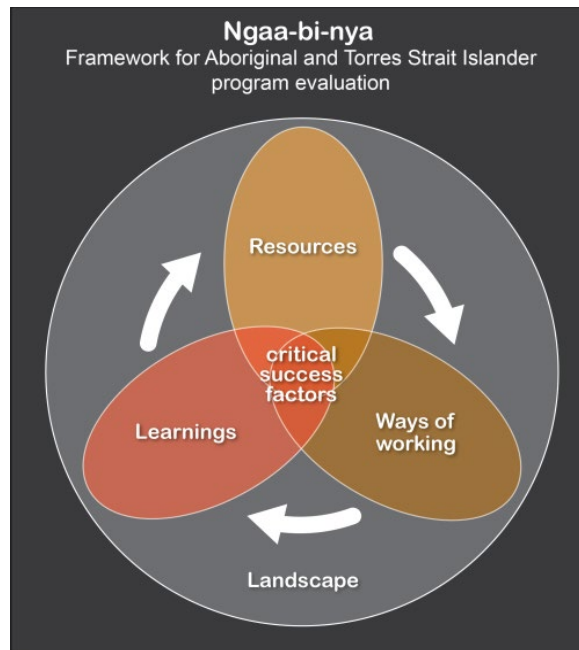 Ngaa-bi-nya
Framework for Aboriginal and Torres Strait Islander
program evaluation
Resources
critical
success
factors
Learnings
Ways of
working
Landscape